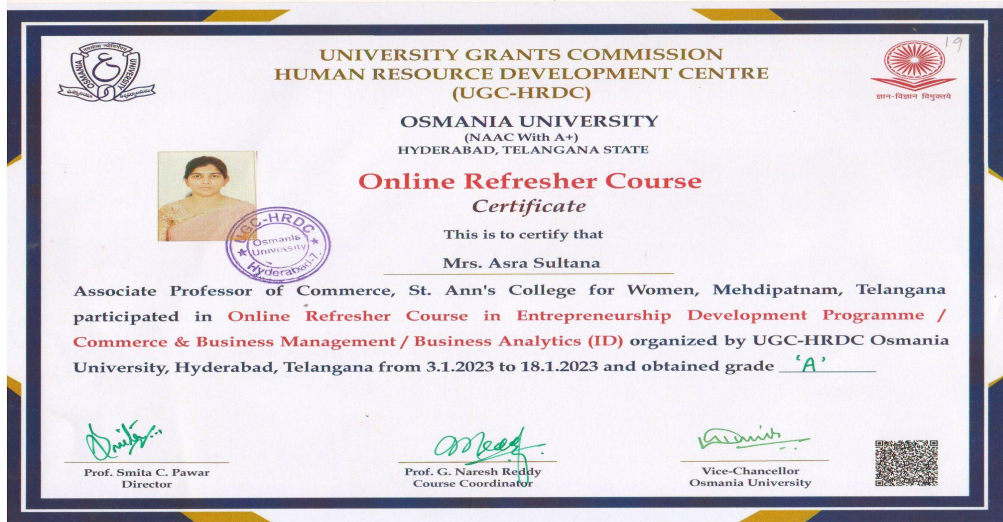 19
UNIVERSITY GRANTS COMMISSION
HUMAN RESOURCE DEVELOPMENT CENTRE
(UGC-HRDC)
OSMANIA UNIVERSITY
ज्ञान-विज्ञान विमुक्तये
OSMANIA UNIVERSITY
(NAAC With A+)
HYDERABAD, TELANGANA STATE
Online Refresher Course
Certificate
This is to certify that
UGC-HRDC
Osmania
University
Hyderabad-7.
Mrs. Asra Sultana
Associate Professor of Commerce, St. Ann's College for Women, Mehdipatnam, Telangana
participated in Online Refresher Course in Entrepreneurship Development Programme /
Commerce & Business Management / Business Analytics (ID) organized by UGC-HRDC Osmania
University, Hyderabad, Telangana from 3.1.2023 to 18.1.2023 and obtained grade 'A'
Prof. Smita C. Pawar
Director
Prof. G. Naresh Reddy
Course Coordinator
Vice-Chancellor
Osmania University